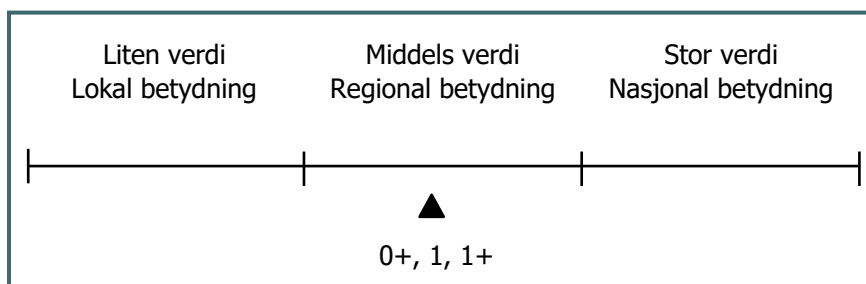 Liten verdi
Lokal betydning
Middels verdi
Regional betydning
Stor verdi
Nasjonal betydning
0+, 1, 1+